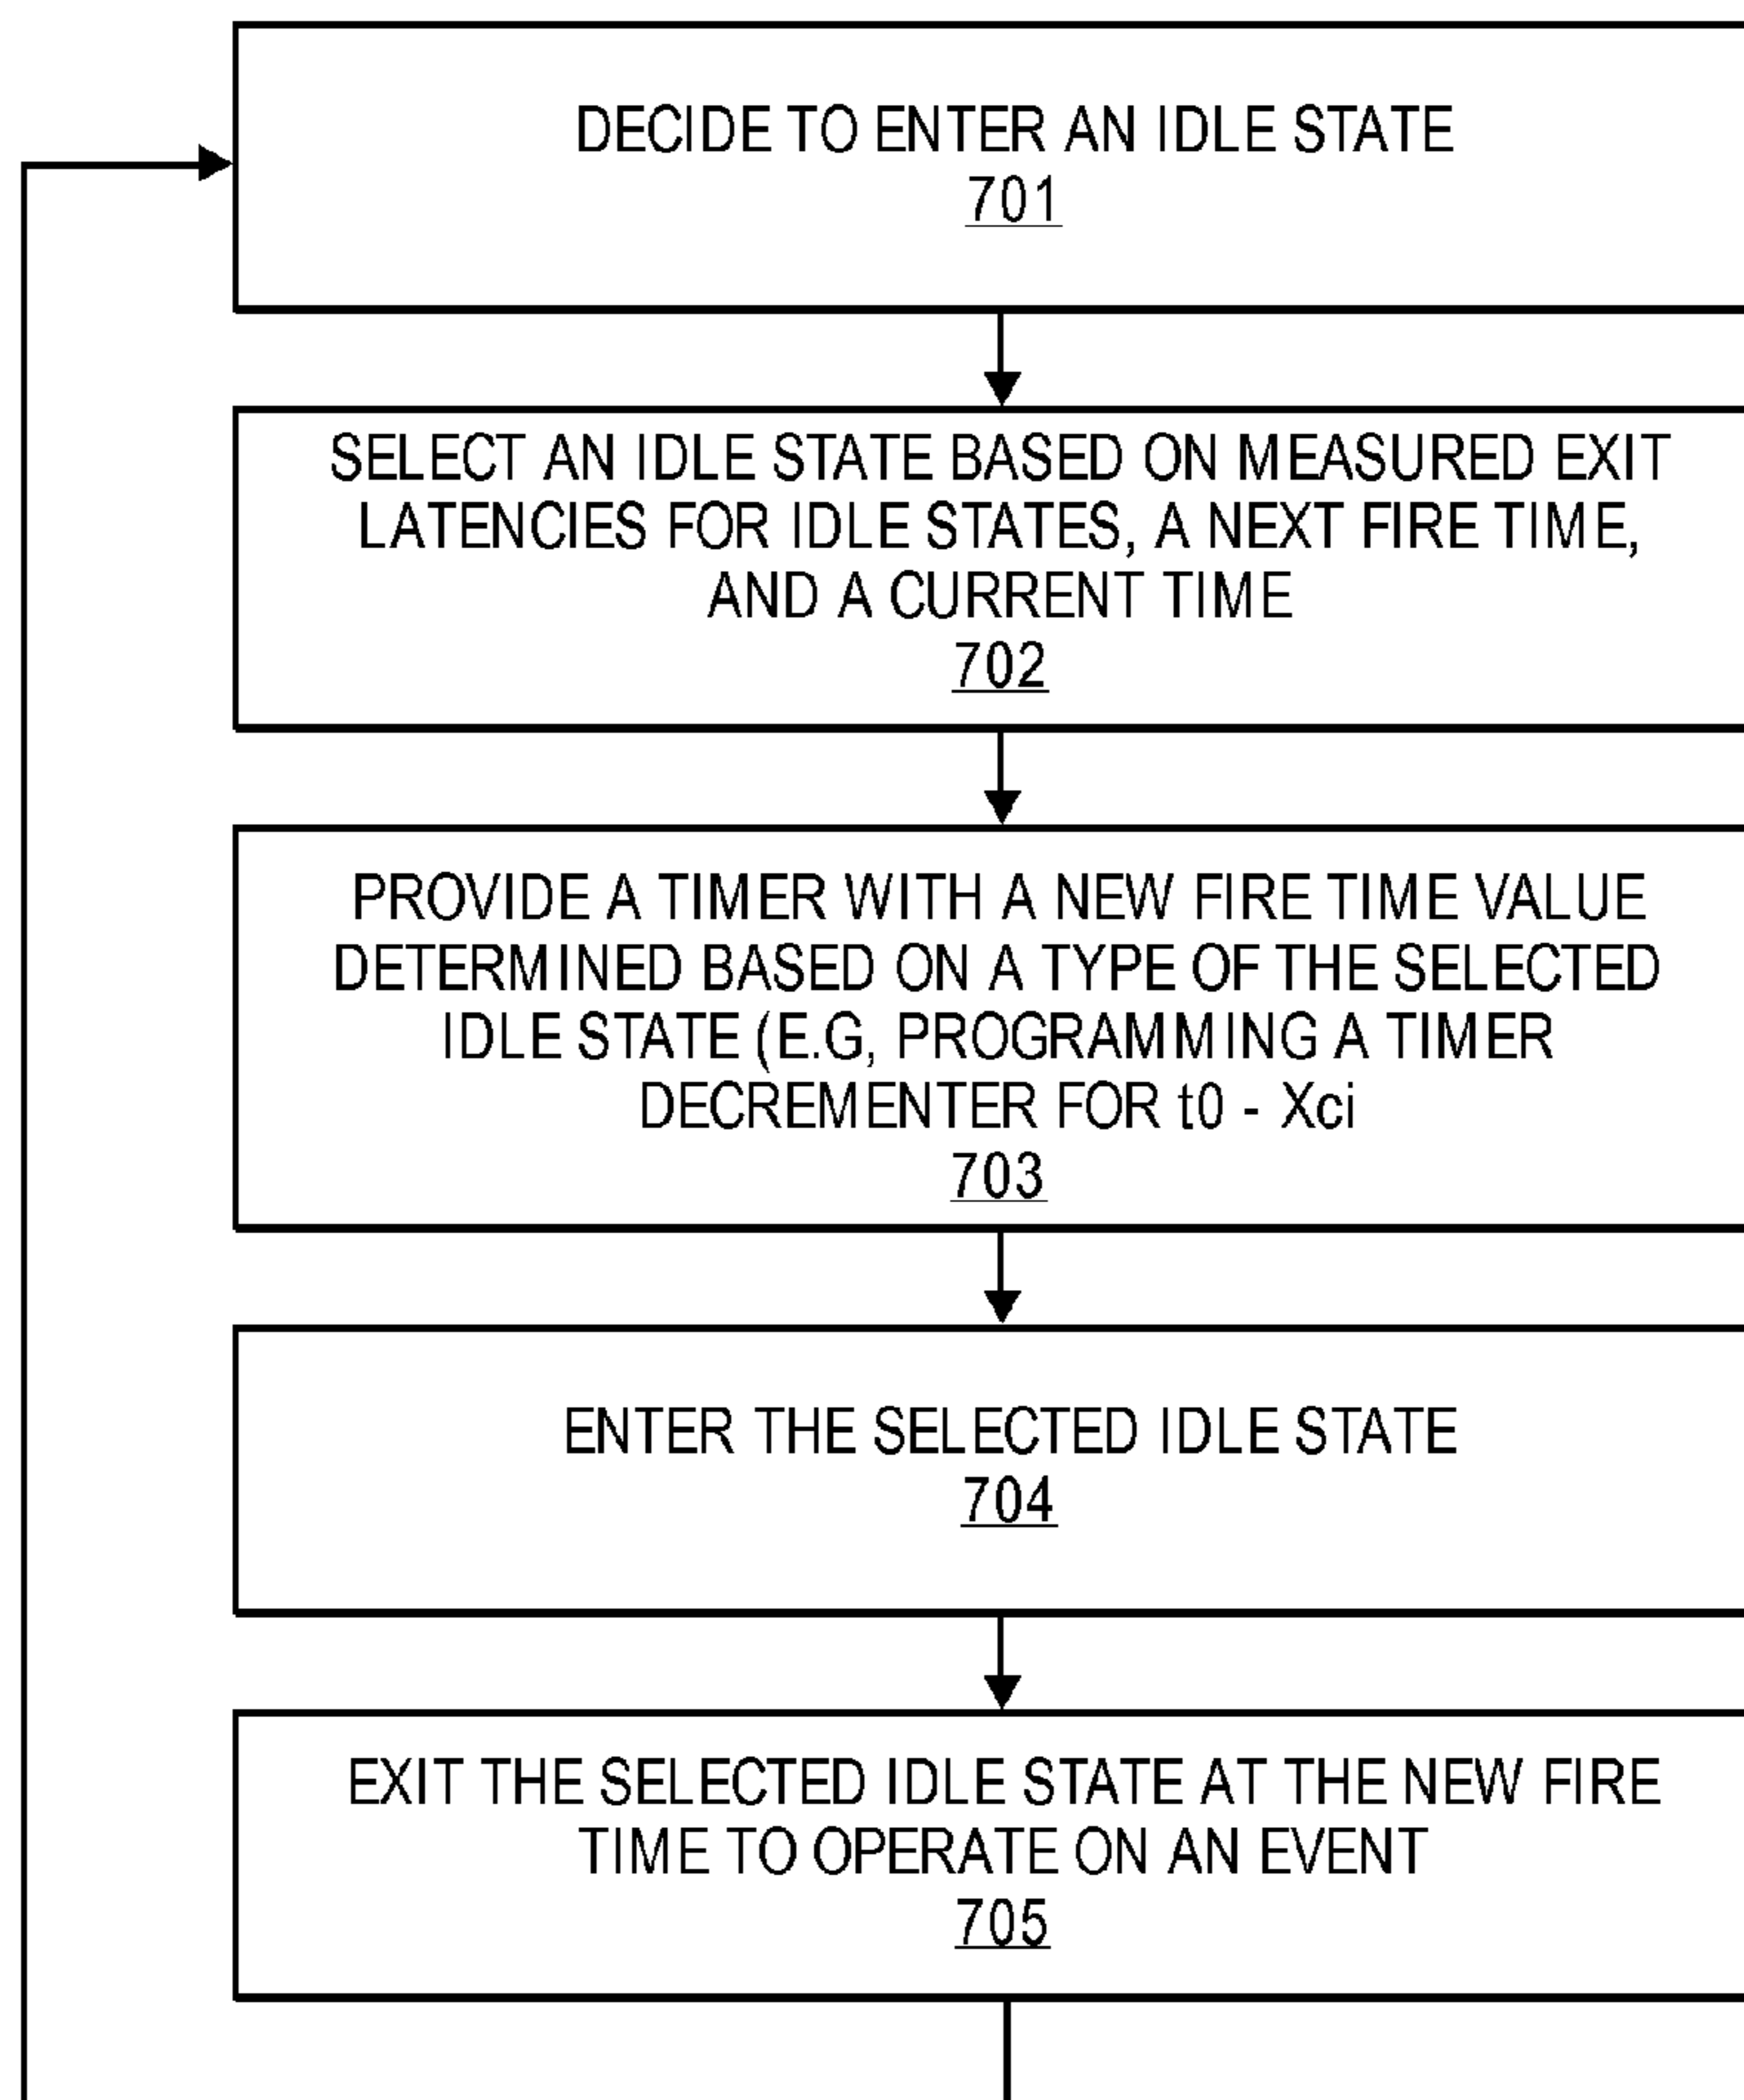 DECIDE TO ENTER AN IDLE STATE
701
SELECT AN IDLE STATE BASED ON MEASURED EXIT
LATENCIES FOR IDLE STATES, A NEXT FIRE TIME,
AND A CURRENT TIME
702
PROVIDE A TIMER WITH A NEW FIRE TIME VALUE
DETERMINED BASED ON A TYPE OF THE SELECTED
IDLE STATE (E.G, PROGRAMMING A TIMER
DECREMENTER FOR t0 - Xci
703
ENTER THE SELECTED IDLE STATE
704
EXIT THE SELECTED IDLE STATE AT THE NEW FIRE
TIME TO OPERATE ON AN EVENT
705